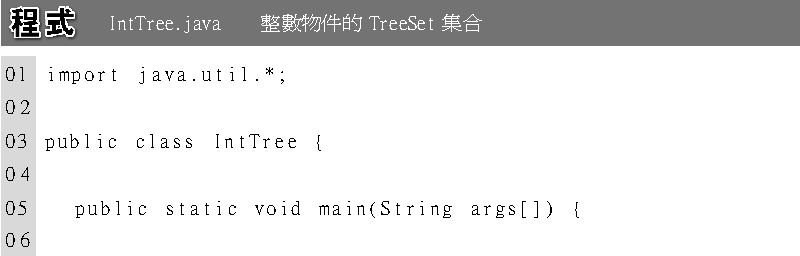 程式 IntTree.java 整數物件的 TreeSet 集合
01 import java.util.*;
02
03 public class IntTree {
04
05 public static void main(String args[]) {
06